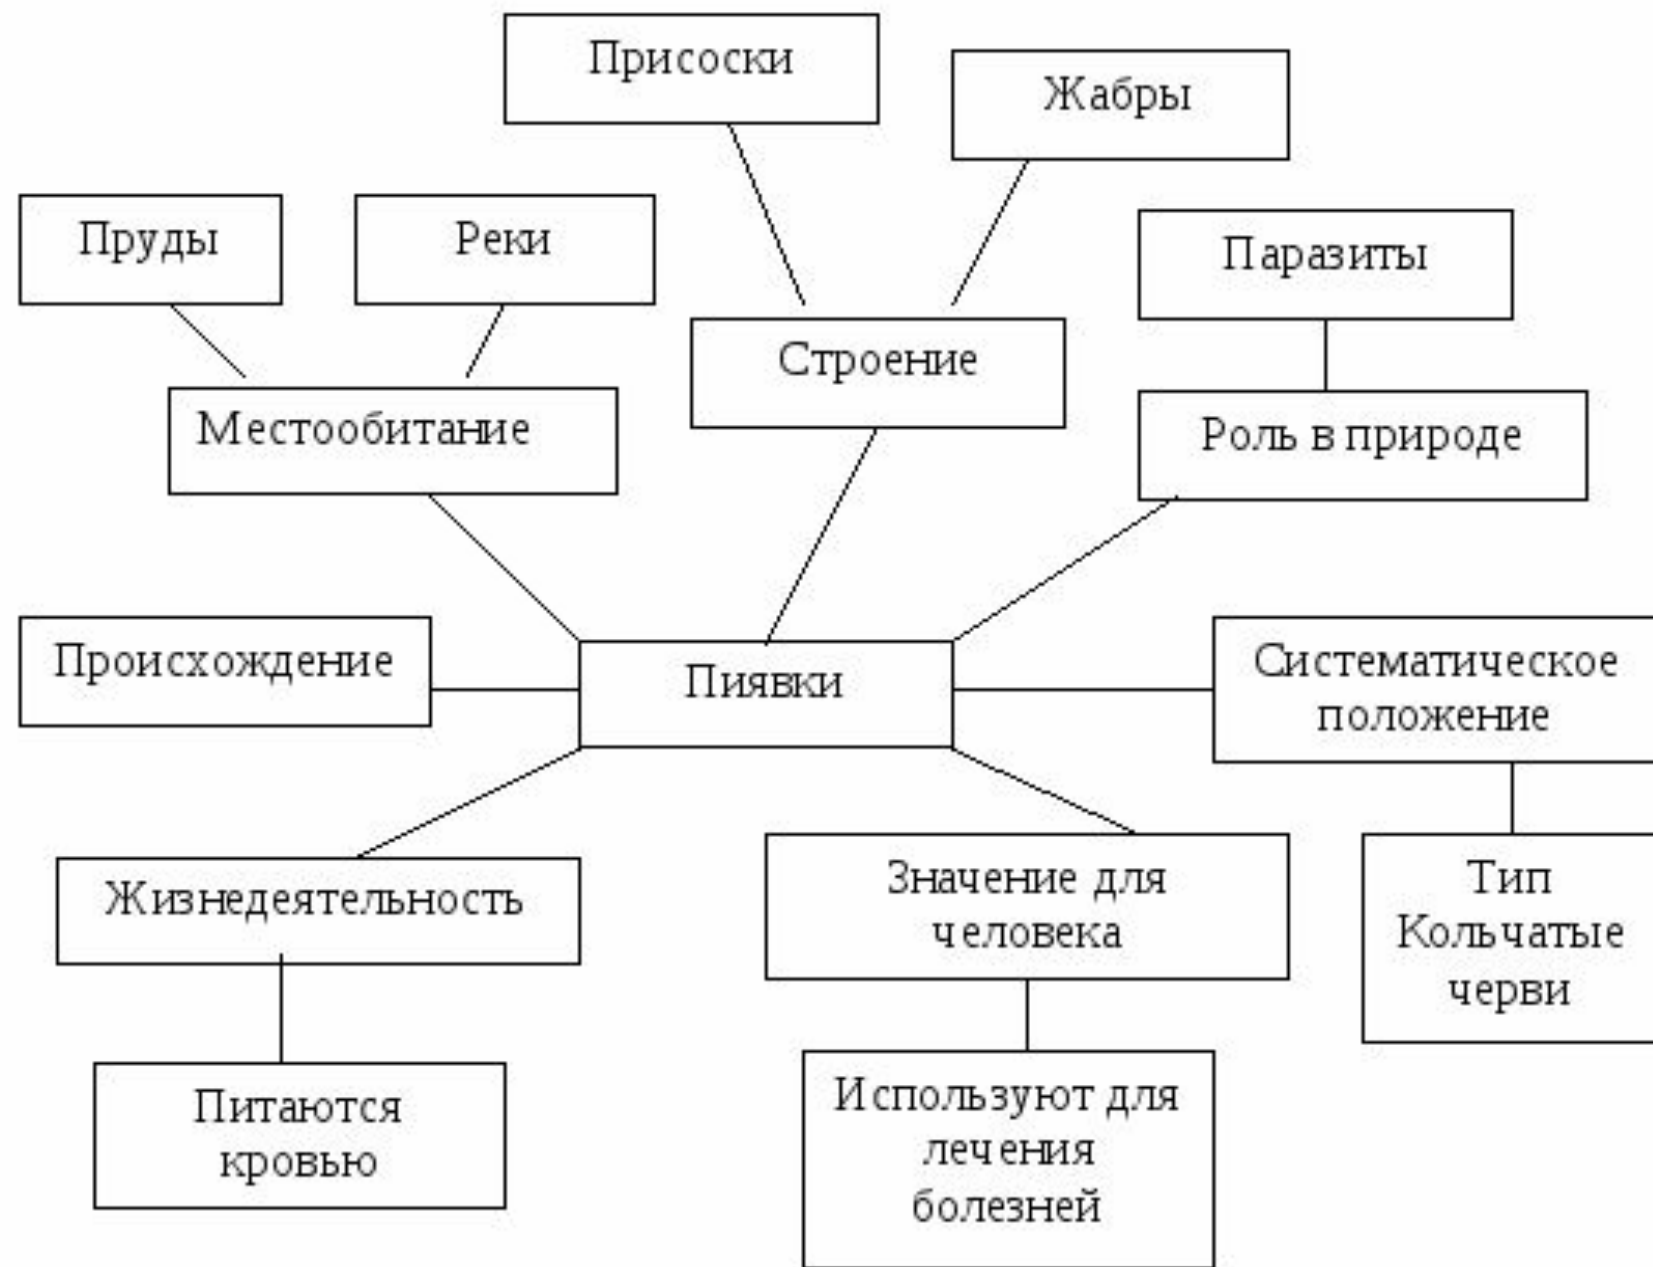 Присоски
Жабры
Пруды
Реки
Паразиты
Строение
Местообитание
Роль в природе
Происхождение
Пиявки
Систематическое
положение
Жизнедеятельность
Значение для
человека
Тип
Кольчатые
черви
Питаются
кровью
Используют для
лечения
болезней